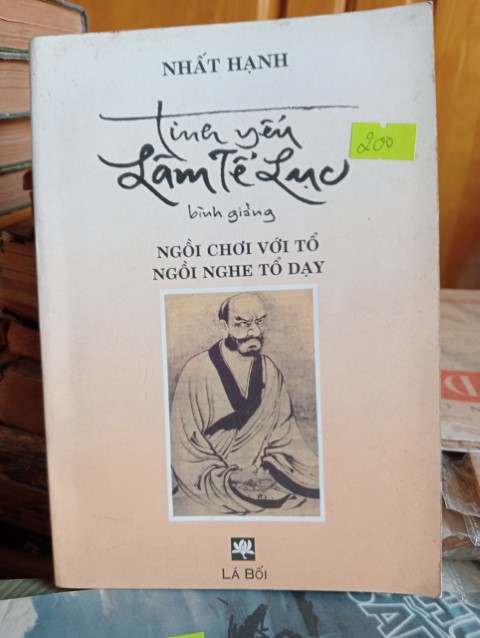 NHẤT HẠNH
Tinh yếu
200
Lâm Tế Lục
bình giảng
NGỒI CHƠI VỚI TỔ
NGỒI NGHE TỔ DẠY
LÁ BỐI